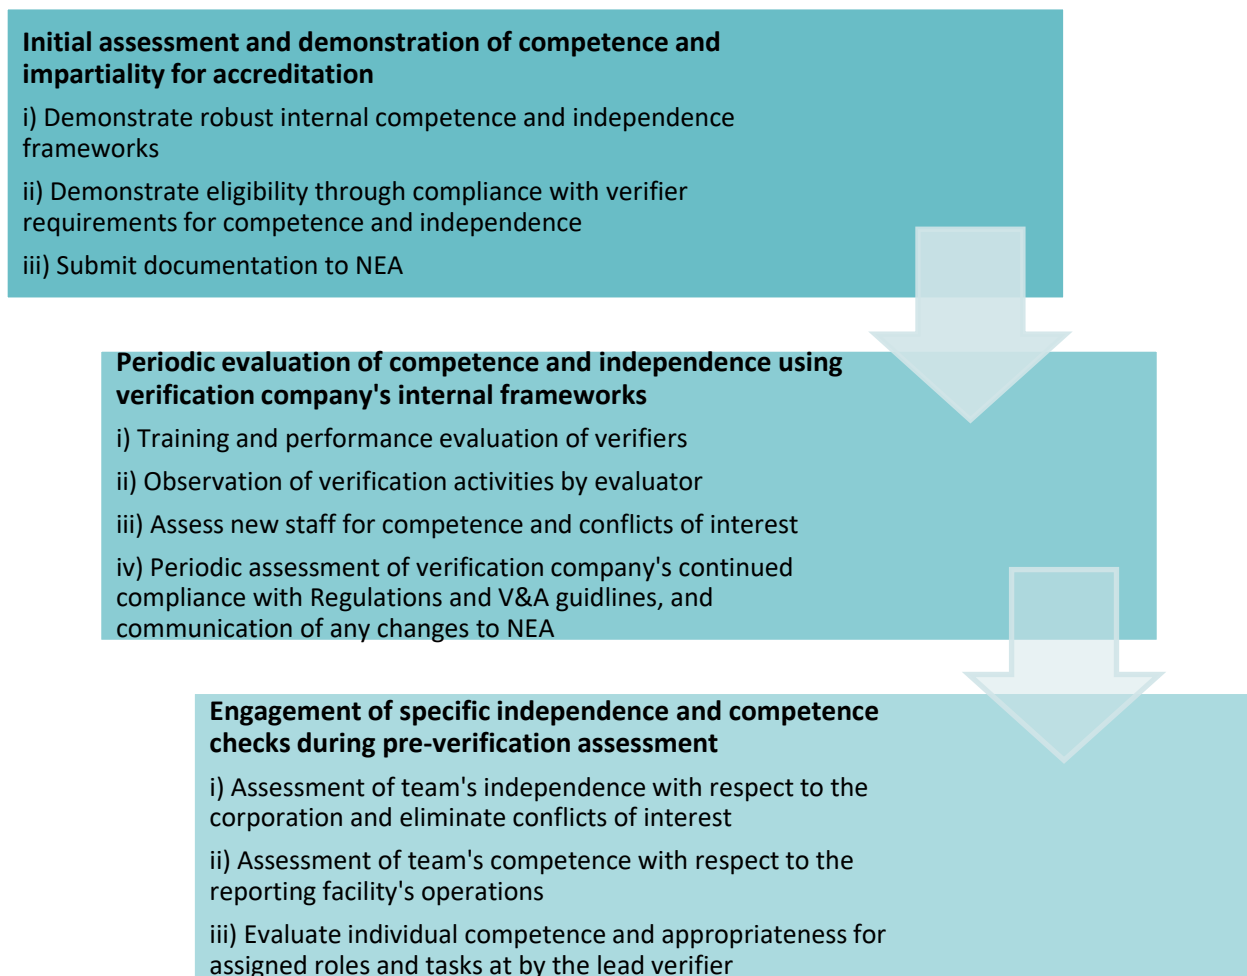 Initial assessment and demonstration of competence and
impartiality for accreditation
i) Demonstrate robust internal competence and independence
frameworks
ii) Demonstrate eligibility through compliance with verifier
requirements for competence and independence
iii) Submit documentation to NEA
Periodic evaluation of competence and independence using
verification company's internal frameworks
i) Training and performance evaluation of verifiers
ii) Observation of verification activities by evaluator
iii) Assess new staff for competence and conflicts of interest
iv) Periodic assessment of verification company's continued
compliance with Regulations and V&A guidlines, and
communication of any changes to NEA
Engagement of specific independence and competence
checks during pre-verification assessment
i) Assessment of team's independence with respect to the
corporation and eliminate conflicts of interest
ii) Assessment of team's competence with respect to the
reporting facility's operations
iii) Evaluate individual competence and appropriateness for
assigned roles and tasks at by the lead verifier